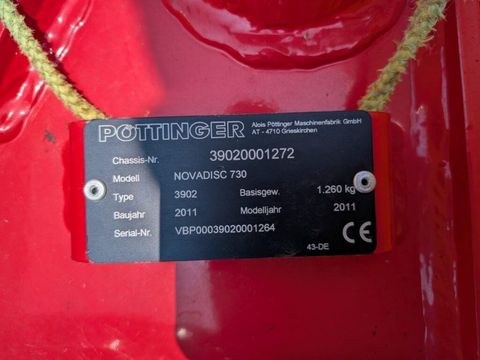 PÖTTINGER Alois Pöttinger Maschinenfabrik GmbH
AT - 4710 Grieskirchen
Chassis-Nr. 39020001272
Modell NOVADISC 730
Type 3902 Basisgew. 1.260 kg
Baujahr 2011 Modelljahr 2011
Serial-Nr. VBP00039020001264
43-DE CE